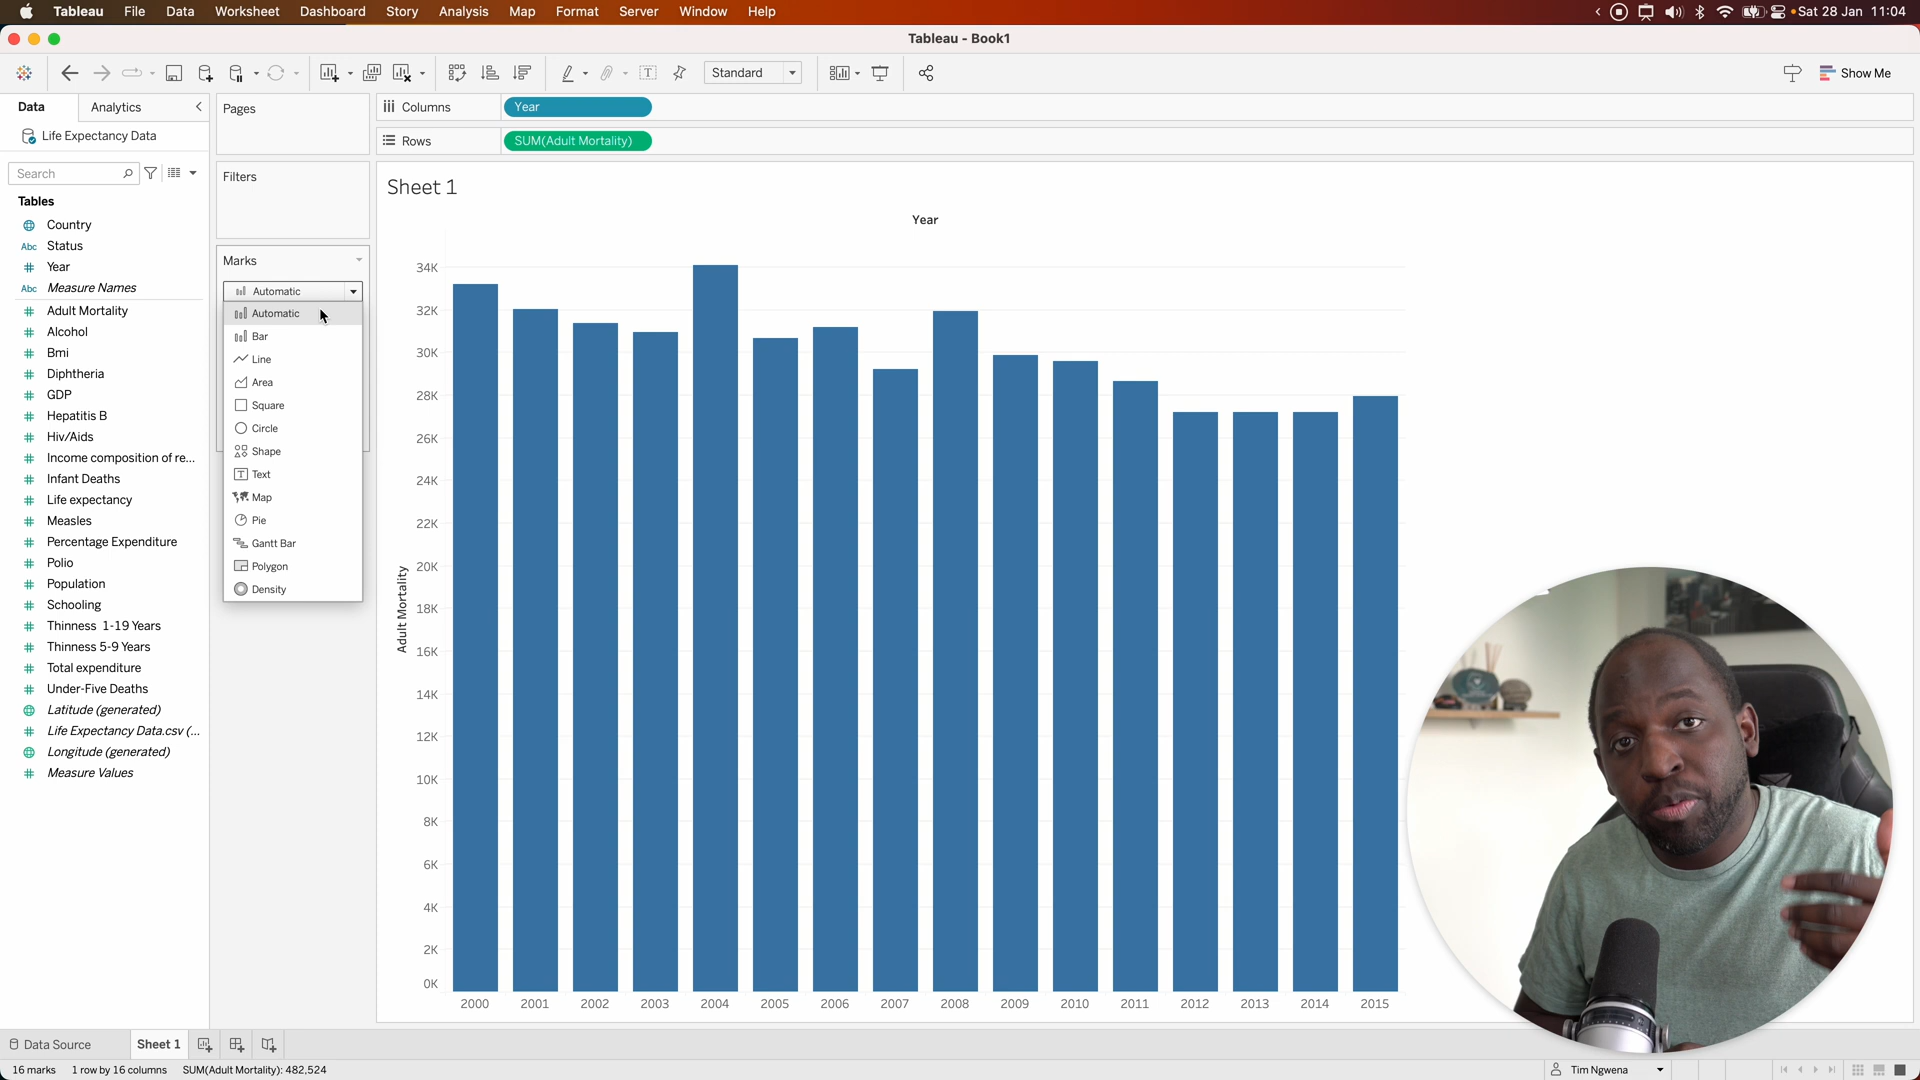 Tableau File Data Worksheet Dashboard Story Analysis Map Format Server Window Help Sat 28 Jan 11:04
Tableau - Book1
Standard Show Me
Data Analytics
Life Expectancy Data
Search
Tables
Country
Abc Status
Year
Abc Measure Names
Adult Mortality
Alcohol
Bmi
Diphtheria
GDP
Hepatitis B
Hiv/Aids
Income composition of re...
Infant Deaths
Life expectancy
Measles
Percentage Expenditure
Polio
Population
Schooling
Thinness 1-19 Years
Thinness 5-9 Years
Total expenditure
Under-Five Deaths
Latitude (generated)
Life Expectancy Data.csv (...
Longitude (generated)
Measure Values
Pages
Filters
Marks
Automatic
Automatic
Bar
Line
Area
Square
Circle
Shape
Text
Map
Pie
Gantt Bar
Polygon
Density
Columns Year
Rows SUM(Adult Mortality)
Sheet 1
Year
34K
32K
30K
28K
26K
24K
22K
20K
18K
16K
14K
12K
10K
8K
6K
4K
2K
0K
Adult Mortality
2000 2001 2002 2003 2004 2005 2006 2007 2008 2009 2010 2011 2012 2013 2014 2015
Data Source Sheet 1
16 marks 1 row by 16 columns SUM(Adult Mortality): 482,524 Tim Ngwena